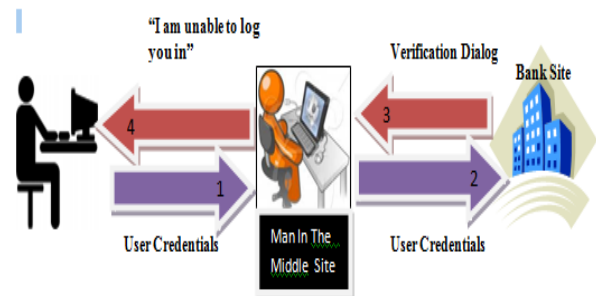 “I am unable to log
you in”
Verification Dialog
Bank Site
4
3
1
2
User Credentials
Man In The
Middle Site
User Credentials